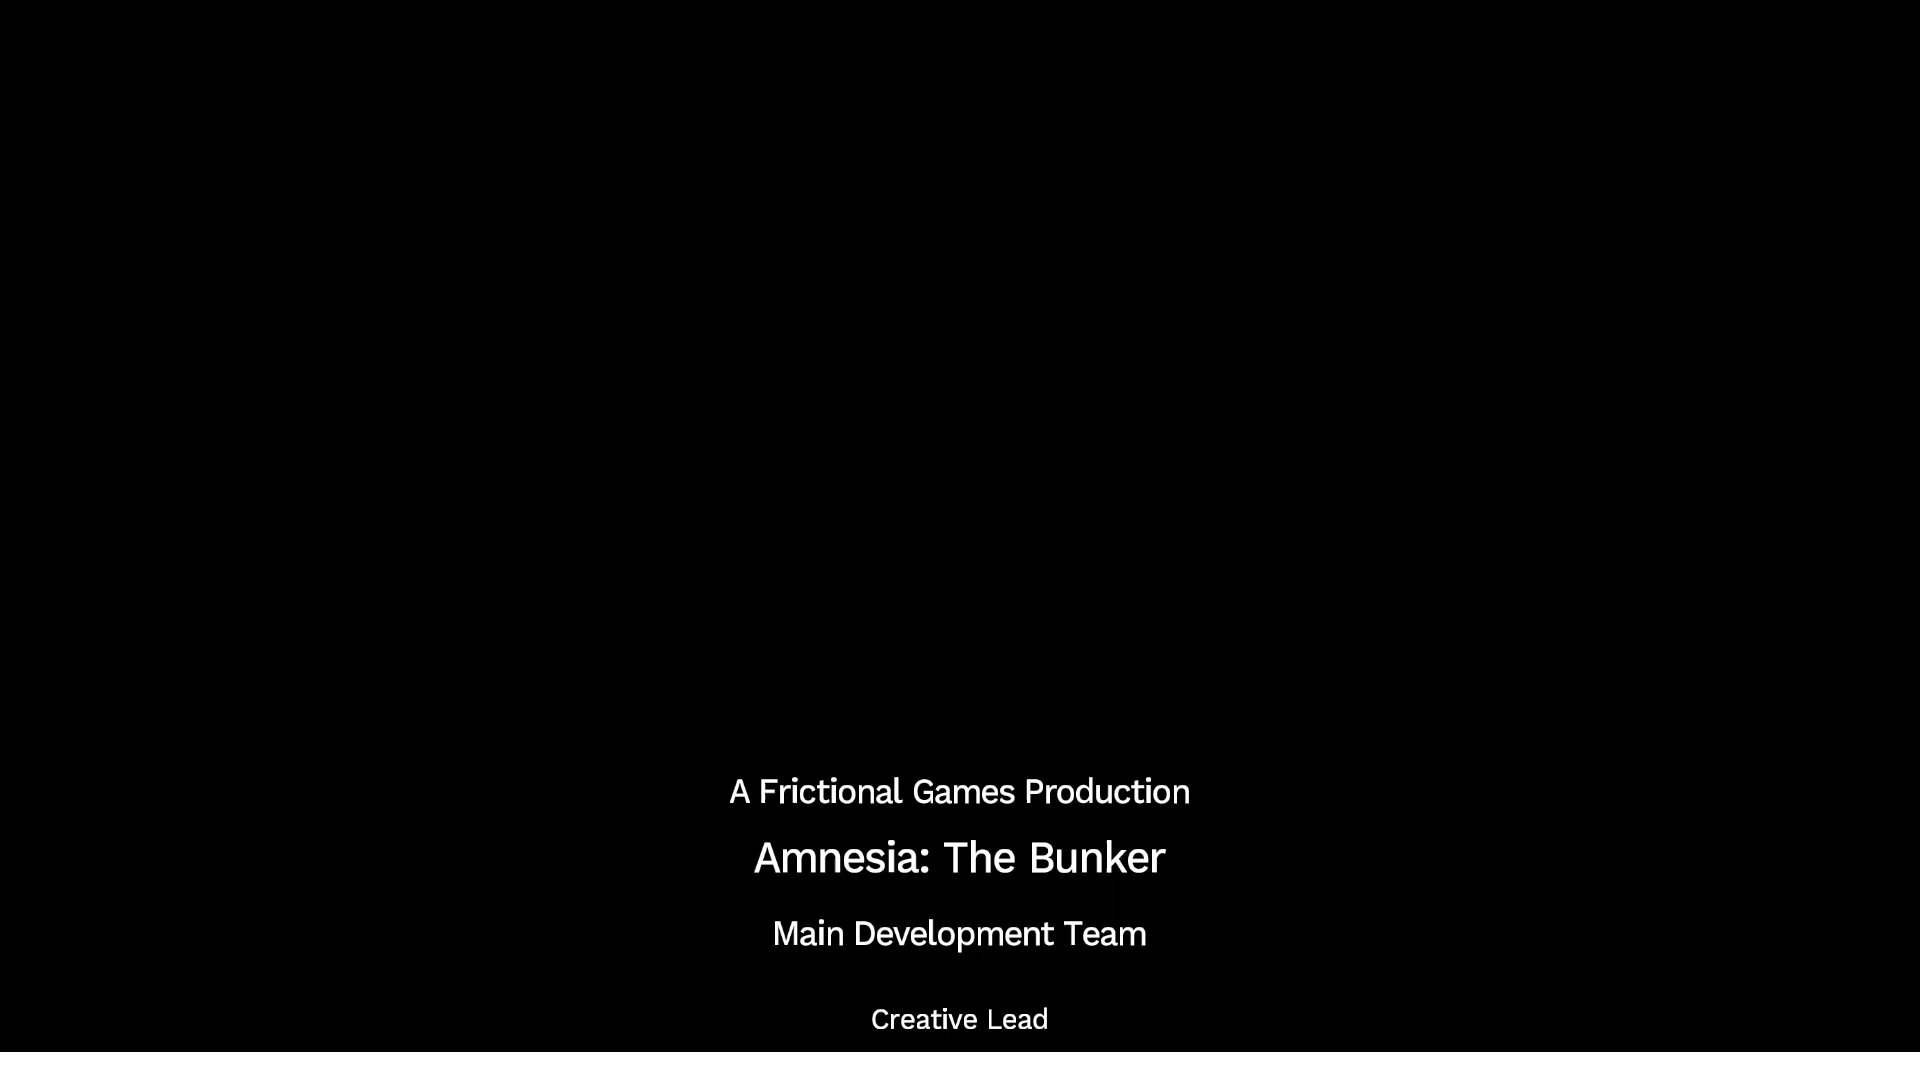 A Frictional Games Production
Amnesia: The Bunker
Main Development Team
Creative Lead